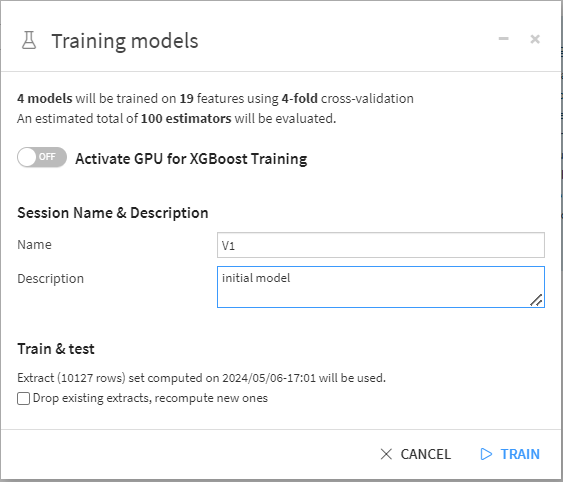 Training models
4 models will be trained on 19 features using 4-fold cross-validation
An estimated total of 100 estimators will be evaluated.
OFF Activate GPU for XGBoost Training
Session Name & Description
Name V1
Description initial model
Train & test
Extract (10127 rows) set computed on 2024/05/06-17:01 will be used.
Drop existing extracts, recompute new ones
CANCEL TRAIN